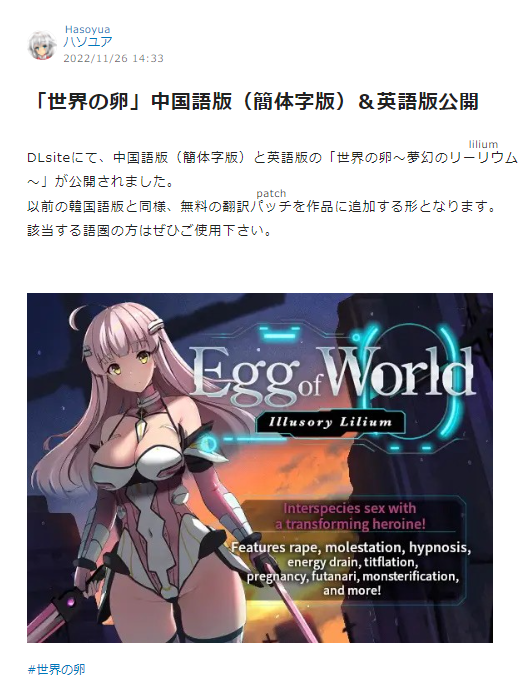 Hasoyua
ハソユア
2022/11/26 14:33
「世界の卵」中国語版（簡体字版）＆英語版公開
lilium
DLsiteにて、中国語版（簡体字版）と英語版の「世界の卵～夢幻のリーリウム
～」が公開されました。
patch
以前の韓国語版と同様、無料の翻訳パッチを作品に追加する形となります。
該当する語圏の方はぜひご使用下さい。
Egg of World
Illusory Lilium
Interspecies sex with
a transforming heroine!
Features rape, molestation, hypnosis,
energy drain, titflation,
pregnancy, futanari, monsterification,
and more!
#世界の卵